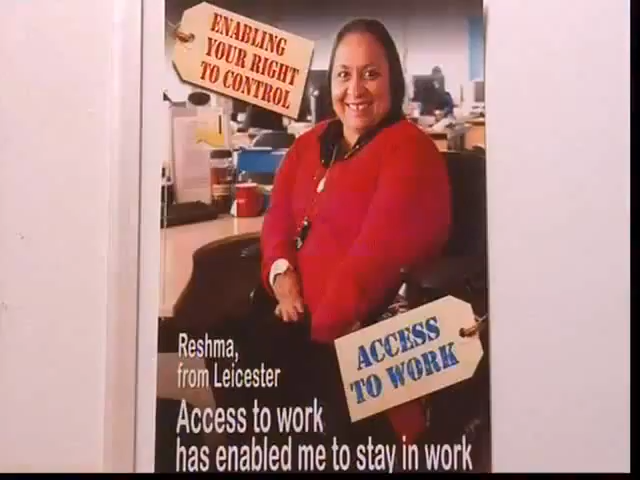 ENABLING
YOUR RIGHT
TO CONTROL
ACCESS
TO WORK
Reshma,
from Leicester
Access to work
has enabled me to stay in work